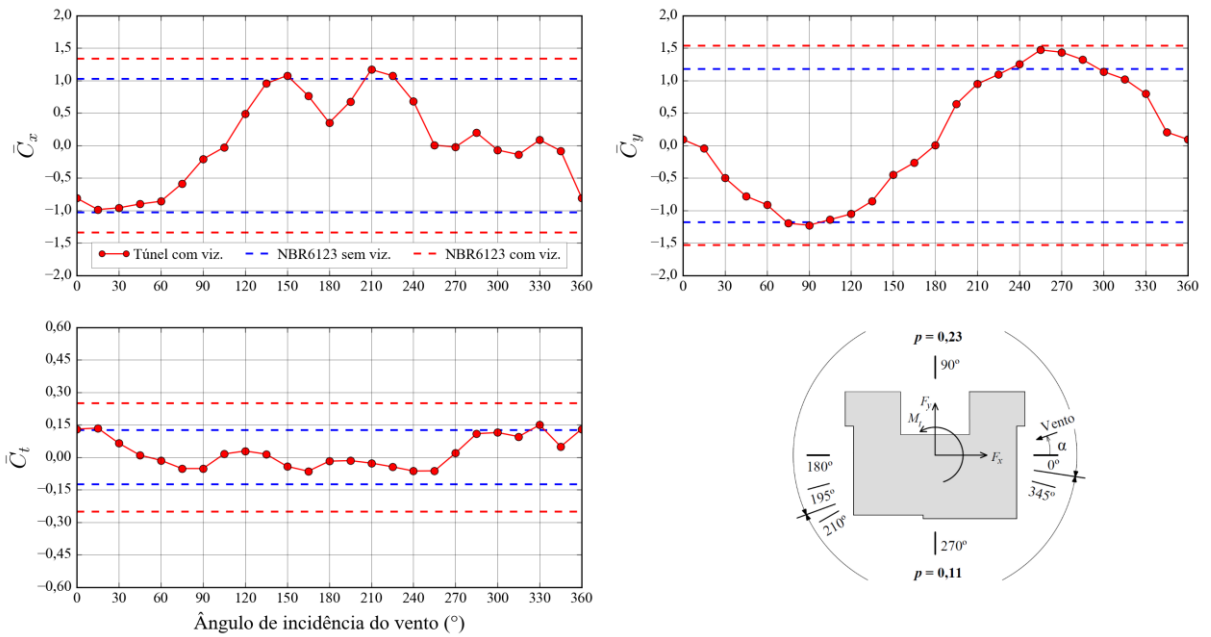 2,0
1,5
1,0
0,5
0,0
−0,5
−1,0
−1,5
−2,0
C̄x
Túnel com viz. NBR6123 sem viz. NBR6123 com viz.
0 30 60 90 120 150 180 210 240 270 300 330 360
2,0
1,5
1,0
0,5
0,0
−0,5
−1,0
−1,5
−2,0
C̄y
0 30 60 90 120 150 180 210 240 270 300 330 360
0,60
0,45
0,30
0,15
0,00
−0,15
−0,30
−0,45
−0,60
C̄t
0 30 60 90 120 150 180 210 240 270 300 330 360
Ângulo de incidência do vento (°)
p = 0,23
90º
Fy
Mt
Vento
α
Fx
180º
0º
195º
345º
210º
270º
p = 0,11